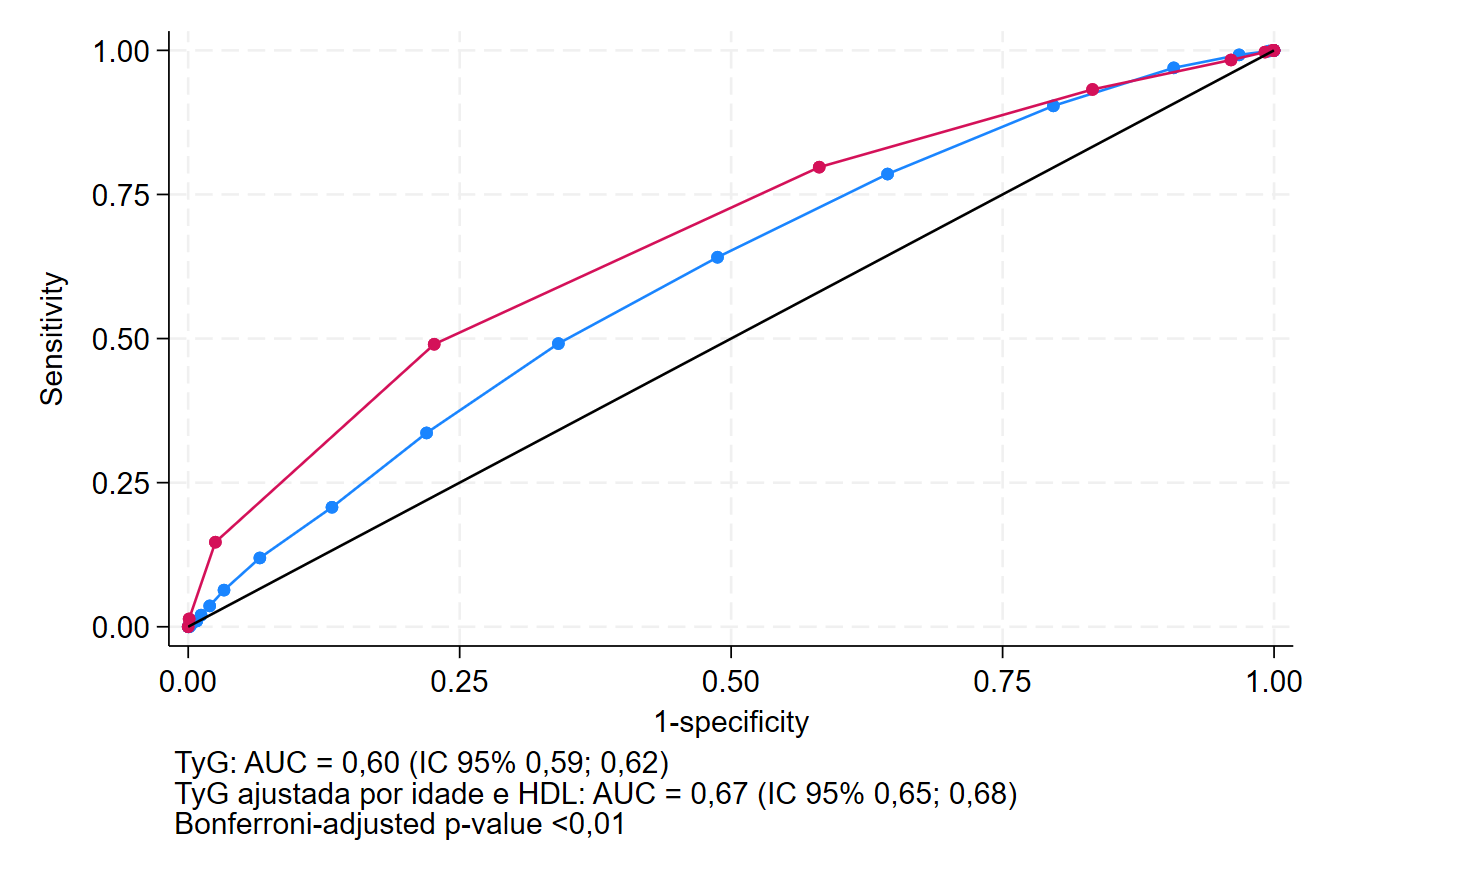 1.00
0.75
0.50
0.25
0.00
Sensitivity
0.00 0.25 0.50 0.75 1.00
1-specificity
TyG: AUC = 0,60 (IC 95% 0,59; 0,62)
TyG ajustada por idade e HDL: AUC = 0,67 (IC 95% 0,65; 0,68)
Bonferroni-adjusted p-value <0,01